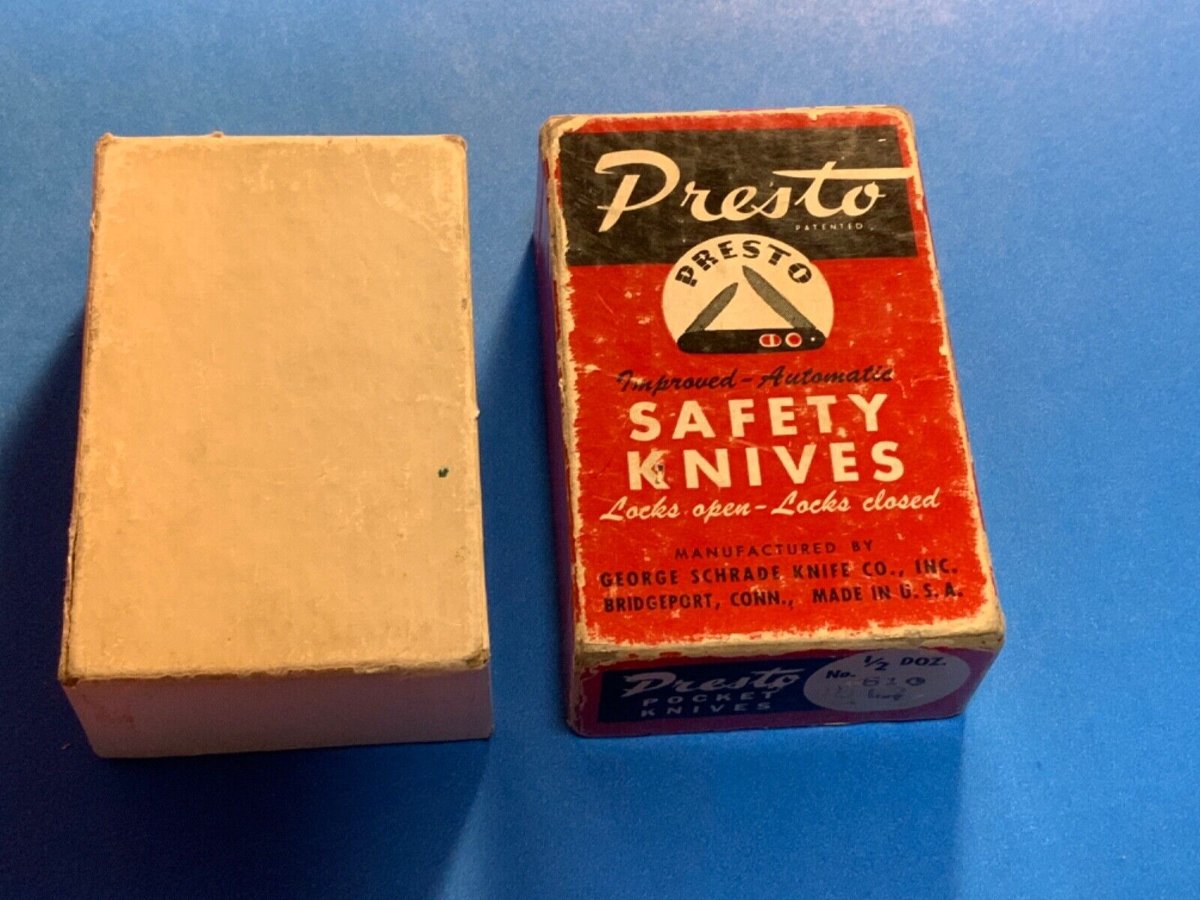 Presto
PATENTED
PRESTO
Improved-Automatic
SAFETY
KNIVES
Locks open-Locks closed
MANUFACTURED BY
GEORGE SCHRADE KNIFE CO., INC.
BRIDGEPORT, CONN., MADE IN U.S.A.
Presto
POCKET
KNIVES
1/2 DOZ.
No.